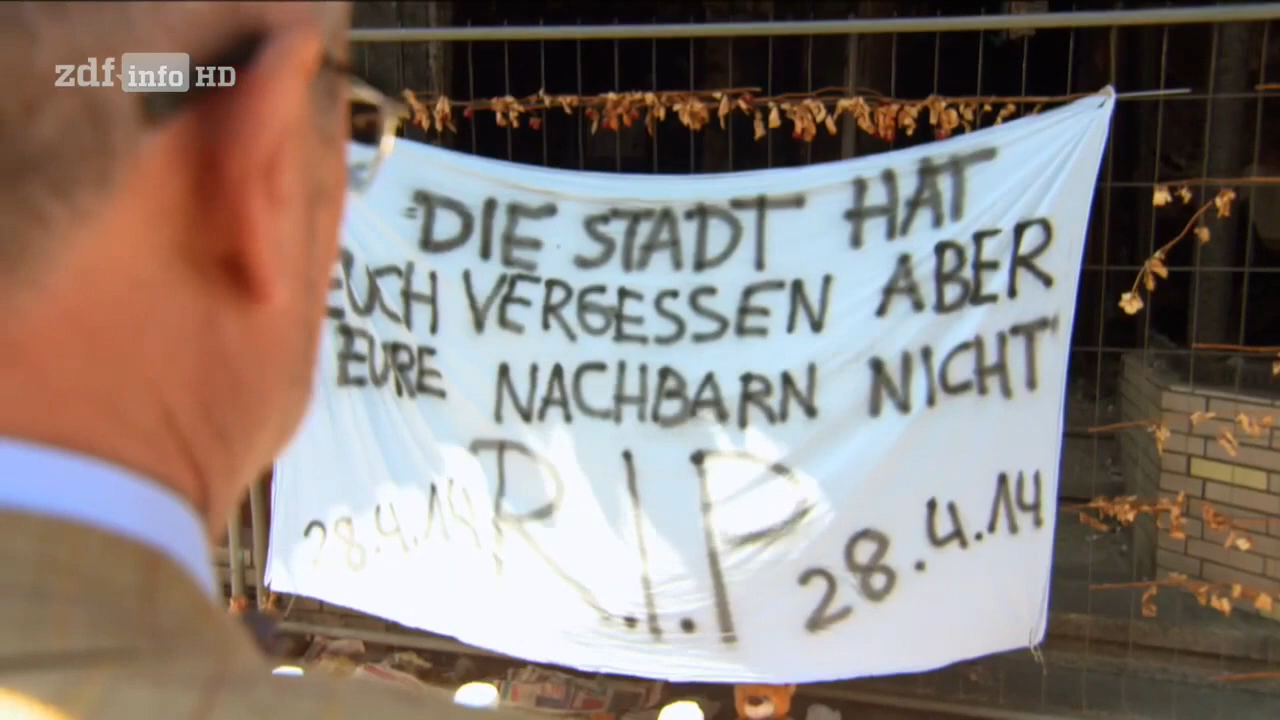 zdf info HD
"DIE STADT HAT
EUCH VERGESSEN ABER
EURE NACHBARN NICHT"
R.I.P
28.4.14
28.4.14